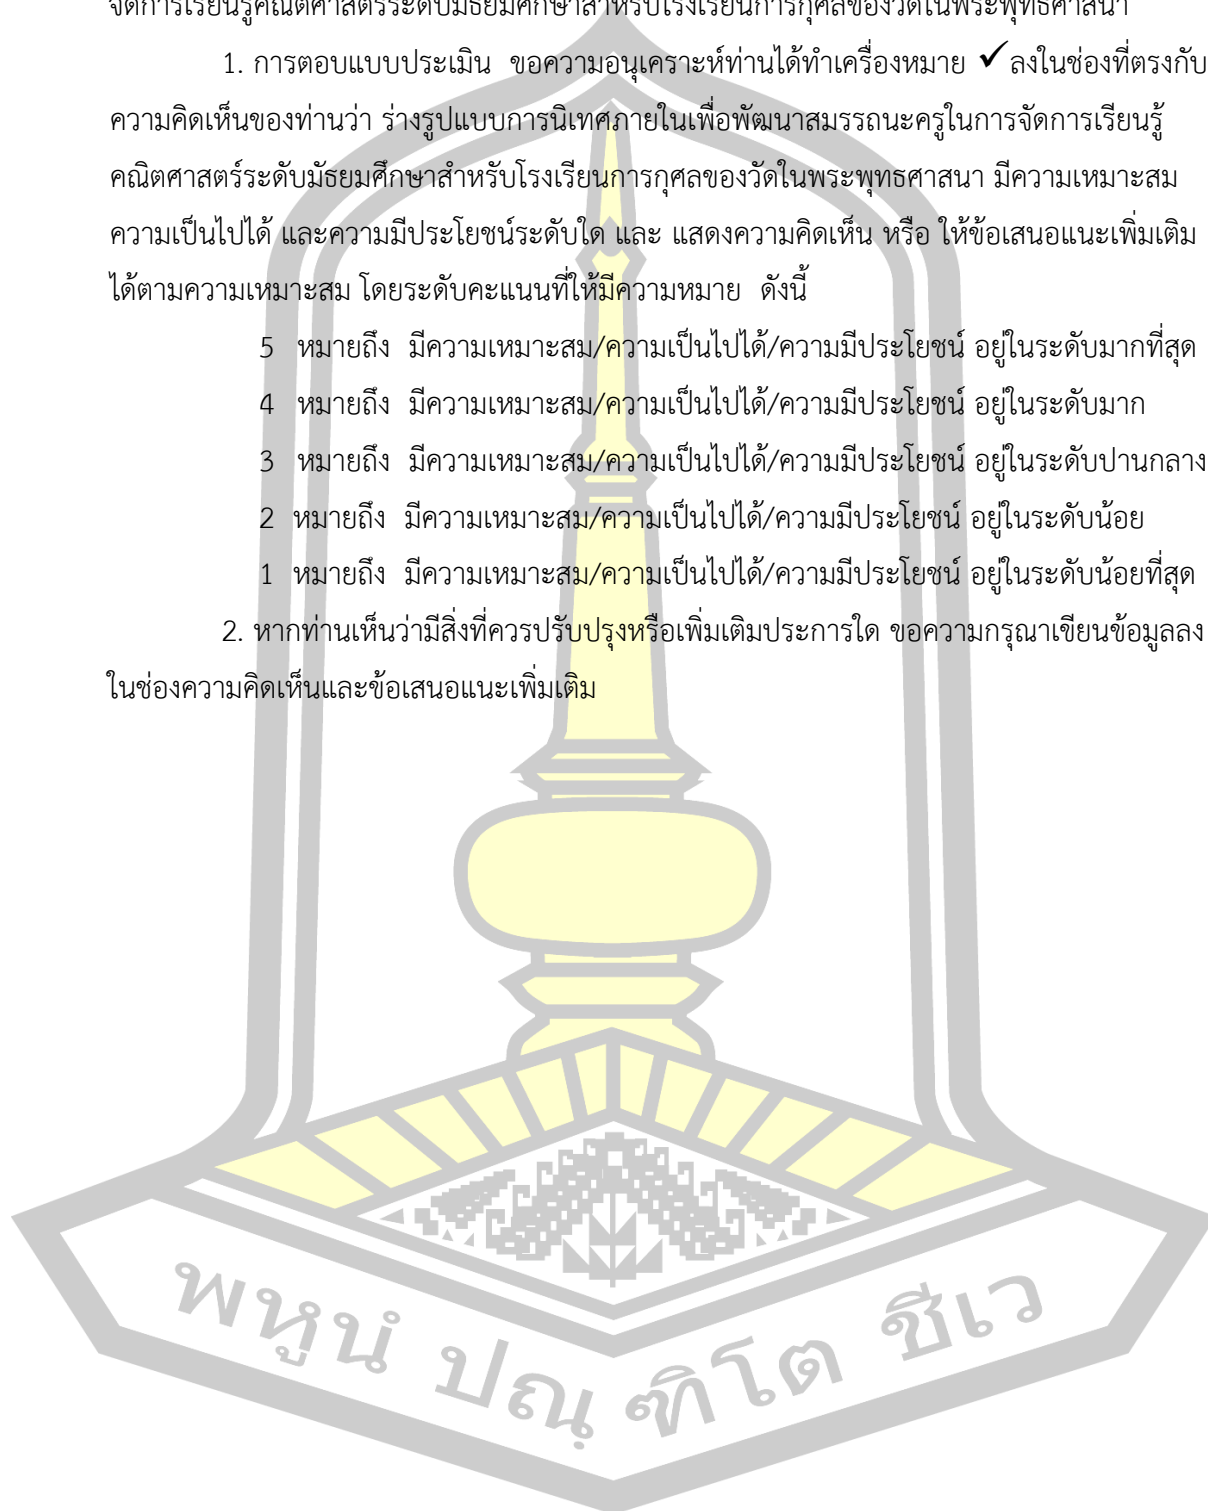 จัดการเรียนรู้คณิตศาสตร์ระดับมัธยมศึกษาสำหรับโรงเรียนการกุศลของวัดในพระพุทธศาสนา
1. การตอบแบบประเมิน ขอความอนุเคราะห์ท่านได้ทำเครื่องหมาย ✓ ลงในช่องที่ตรงกับ
ความคิดเห็นของท่านว่า ร่างรูปแบบการนิเทศภายในเพื่อพัฒนาสมรรถนะครูในการจัดการเรียนรู้
คณิตศาสตร์ระดับมัธยมศึกษาสำหรับโรงเรียนการกุศลของวัดในพระพุทธศาสนา มีความเหมาะสม
ความเป็นไปได้ และความมีประโยชน์ระดับใด และ แสดงความคิดเห็น หรือ ให้ข้อเสนอแนะเพิ่มเติม
ได้ตามความเหมาะสม โดยระดับคะแนนที่ให้มีความหมาย ดังนี้
5 หมายถึง มีความเหมาะสม/ความเป็นไปได้/ความมีประโยชน์ อยู่ในระดับมากที่สุด
4 หมายถึง มีความเหมาะสม/ความเป็นไปได้/ความมีประโยชน์ อยู่ในระดับมาก
3 หมายถึง มีความเหมาะสม/ความเป็นไปได้/ความมีประโยชน์ อยู่ในระดับปานกลาง
2 หมายถึง มีความเหมาะสม/ความเป็นไปได้/ความมีประโยชน์ อยู่ในระดับน้อย
1 หมายถึง มีความเหมาะสม/ความเป็นไปได้/ความมีประโยชน์ อยู่ในระดับน้อยที่สุด
2. หากท่านเห็นว่ามีสิ่งที่ควรปรับปรุงหรือเพิ่มเติมประการใด ขอความกรุณาเขียนข้อมูลลง
ในช่องความคิดเห็นและข้อเสนอแนะเพิ่มเติม
พหูนํ ปณฺ ฑิโต ชีเว